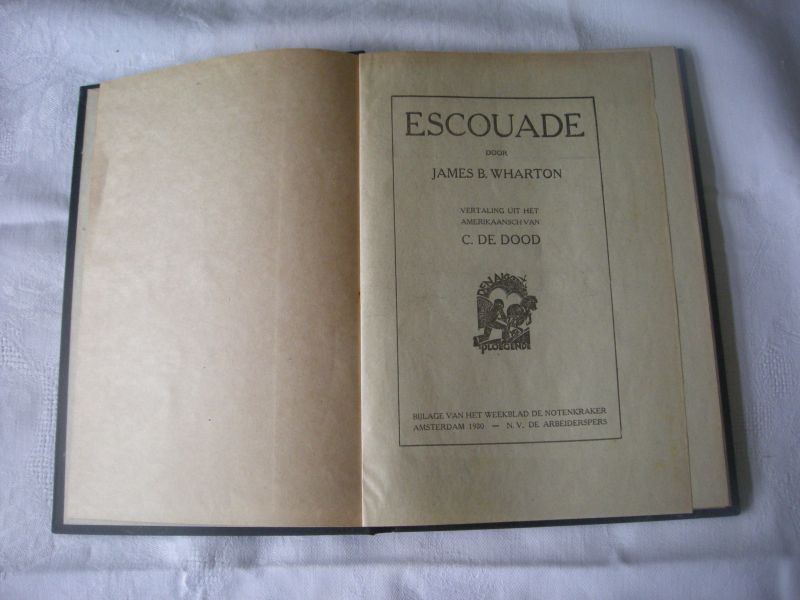 ESCOUADE
DOOR
JAMES B. WHARTON
VERTALING UIT HET
AMERIKAANSCH VAN
C. DE DOOD
PLOEGENDE
BIJLAGE VAN HET WEEKBLAD DE NOTENKRAKER
AMSTERDAM 1930 — N.V. DE ARBEIDERSPERS